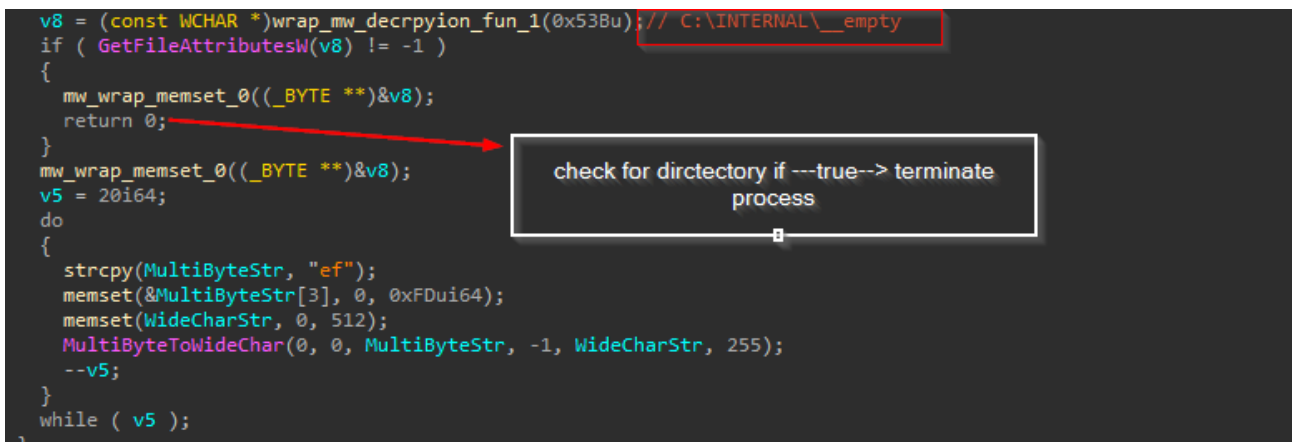 v8 = (const WCHAR *)wrap_mw_decrpyion_fun_1(0x53Bu);// C:\INTERNAL\__empty
if ( GetFileAttributesW(v8) != -1 )
{
mw_wrap_memset_0((_BYTE **)&v8);
return 0;
}
mw_wrap_memset_0((_BYTE **)&v8);
v5 = 20i64;
do
{
strcpy(MultiByteStr, "ef");
memset(&MultiByteStr[3], 0, 0xFDui64);
memset(WideCharStr, 0, 512);
MultiByteToWideChar(0, 0, MultiByteStr, -1, WideCharStr, 255);
--v5;
}
while ( v5 );
check for dirctectory if ---true--> terminate
process